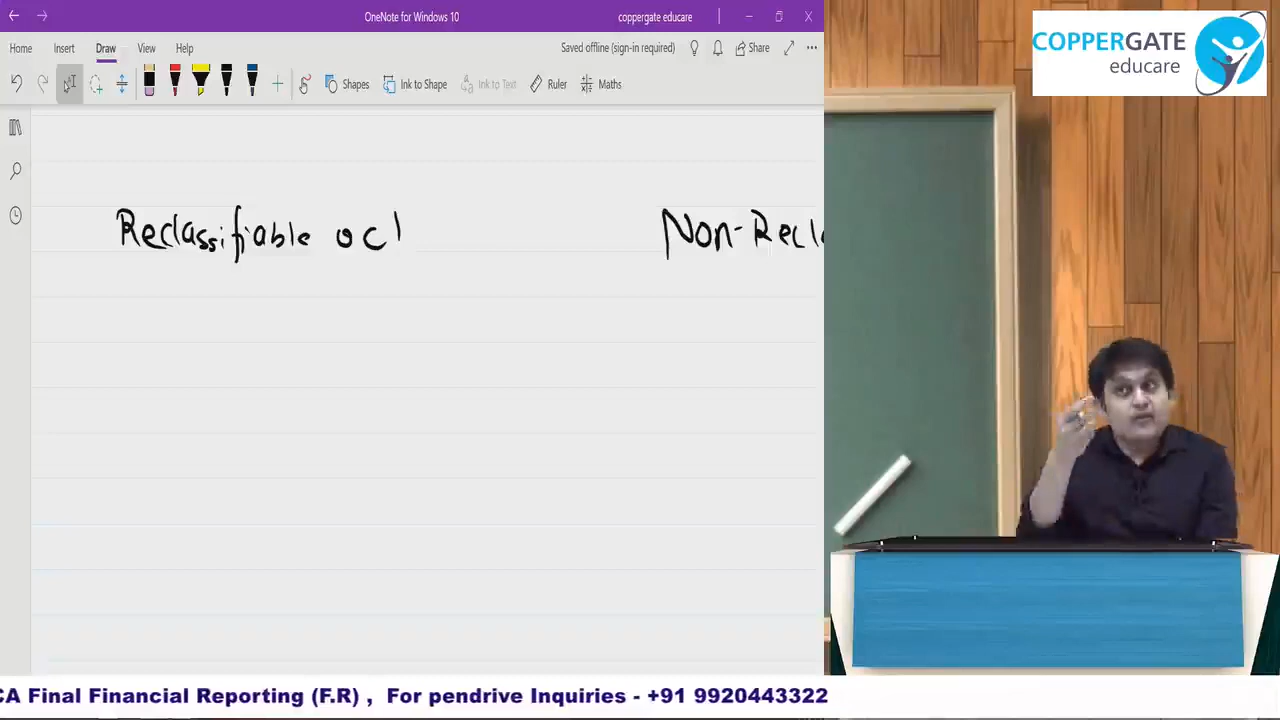 OneNote for Windows 10
coppergate educare
Home Insert Draw View Help
Saved offline (sign-in required)
Share
Shapes
Ink to Shape
Ink to Text
Ruler
Maths
COPPERGATE
educare
Reclassifiable oci
Non-Recla
CA Final Financial Reporting (F.R) , For pendrive Inquiries - +91 9920443322